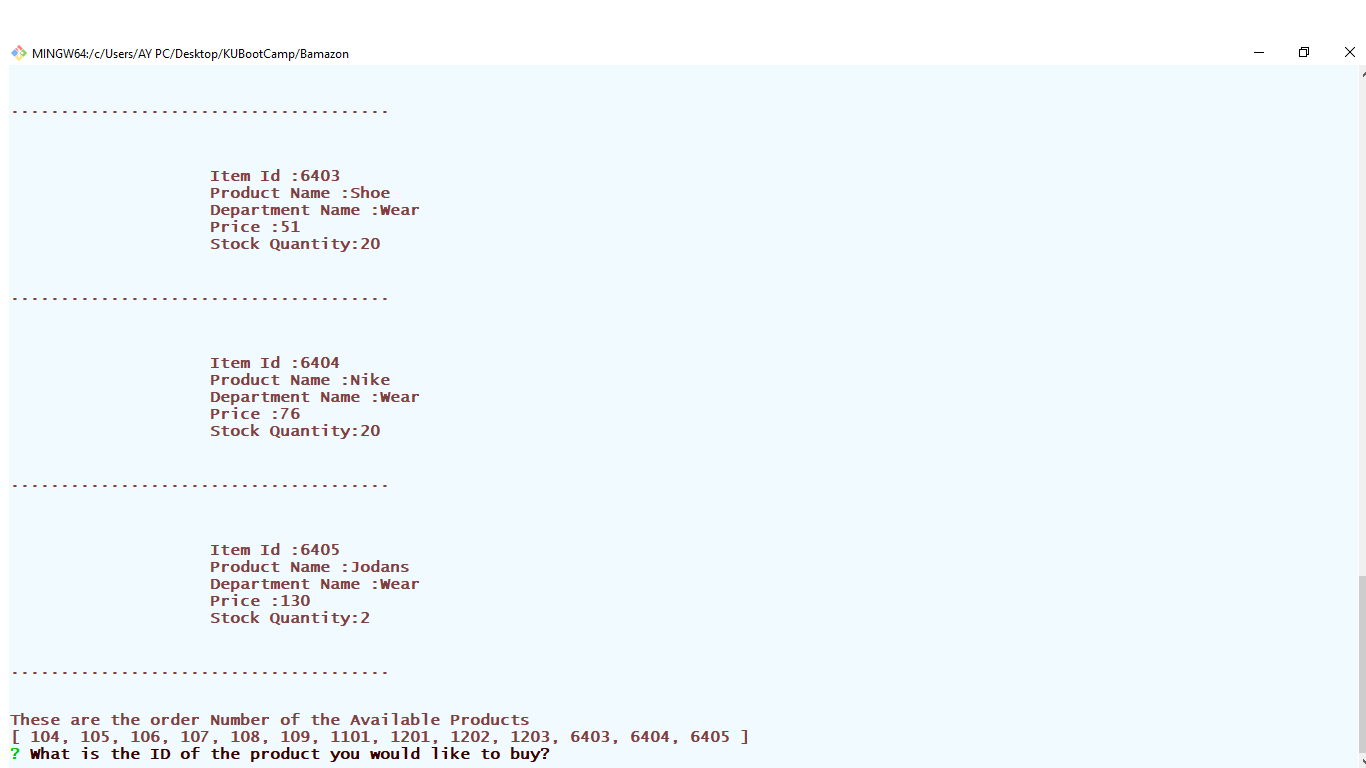 MINGW64:/c/Users/AY PC/Desktop/KUBootCamp/Bamazon
--------------------------------------
Item Id :6403
Product Name :Shoe
Department Name :Wear
Price :51
Stock Quantity:20
--------------------------------------
Item Id :6404
Product Name :Nike
Department Name :Wear
Price :76
Stock Quantity:20
--------------------------------------
Item Id :6405
Product Name :Jodans
Department Name :Wear
Price :130
Stock Quantity:2
--------------------------------------
These are the order Number of the Available Products
[ 104, 105, 106, 107, 108, 109, 1101, 1201, 1202, 1203, 6403, 6404, 6405 ]
? What is the ID of the product you would like to buy?